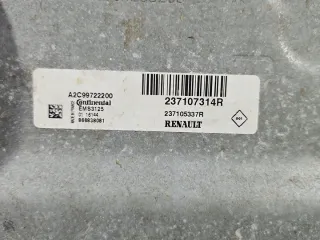 A2C99722200
Continental
EMS3125
237107314R
237105337R
RENAULT